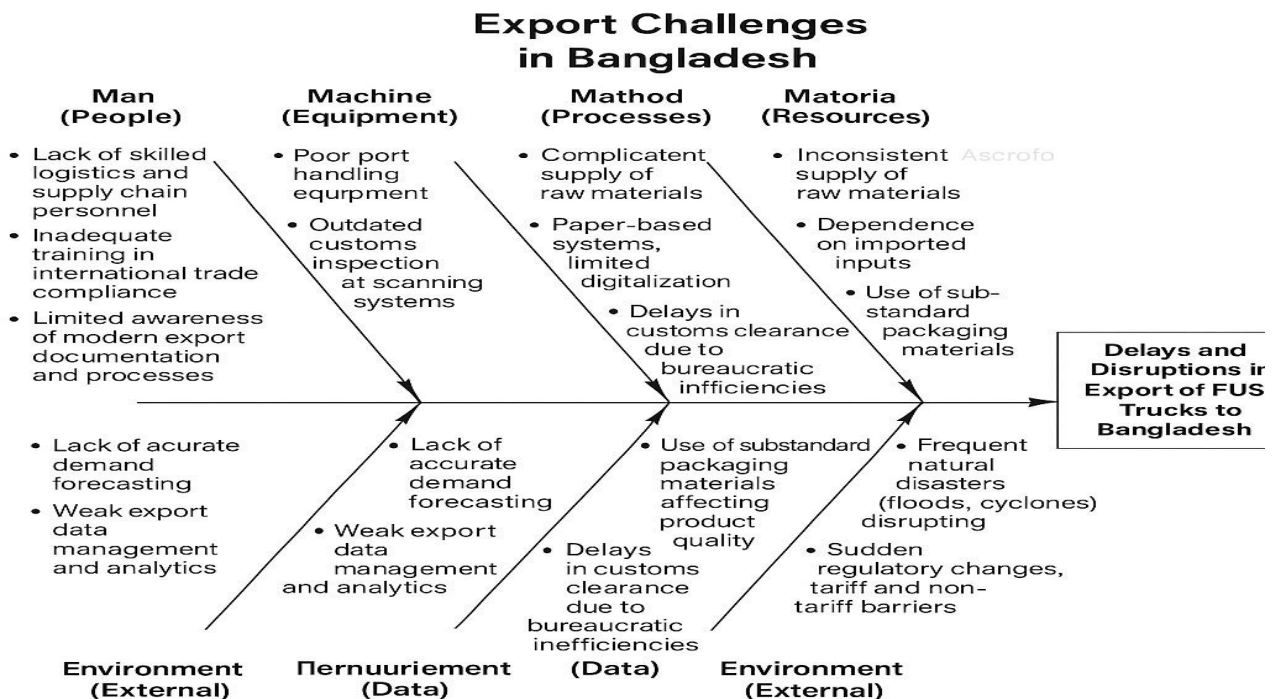 Export Challenges
in Bangladesh
Man
(People)
Machine
(Equipment)
Mathod
(Processes)
Matoria
(Resources)
• Lack of skilled
logistics and
supply chain
personnel
• Inadequate
training in
international trade
compliance
• Limited awareness
of modern export
documentation
and processes
• Poor port
handling
equrpment
• Outdated
customs
inspection
at scanning
systems
• Complicatent
supply of
raw materials
• Paper-based
systems,
limited
digitalization
• Delays in
customs clearance
due to
bureaucratic
infficiencies
• Inconsistent Ascrofo
supply of
raw materials
• Dependence
on imported
inputs
• Use of sub-
standard
packaging
materials
Delays and
Disruptions in
Export of FUS
Trucks to
Bangladesh
• Lack of acurate
demand
forecasting
• Weak export
data
management
and analytics
• Lack of
accurate
demand
forecasting
• Weak export
data
management
and analytics
• Use of substandard
packaging
materials
affecting
product
quality
• Delays
in customs
clearance
due to
bureaucratic
inefficiencies
• Frequent
natural
disasters
(floods, cyclones)
disrupting
• Sudden
regulatory changes,
tariff and non-
tariff barriers
Environment
(External)
Пernuuriement
(Data)
(Data)
Environment
(External)